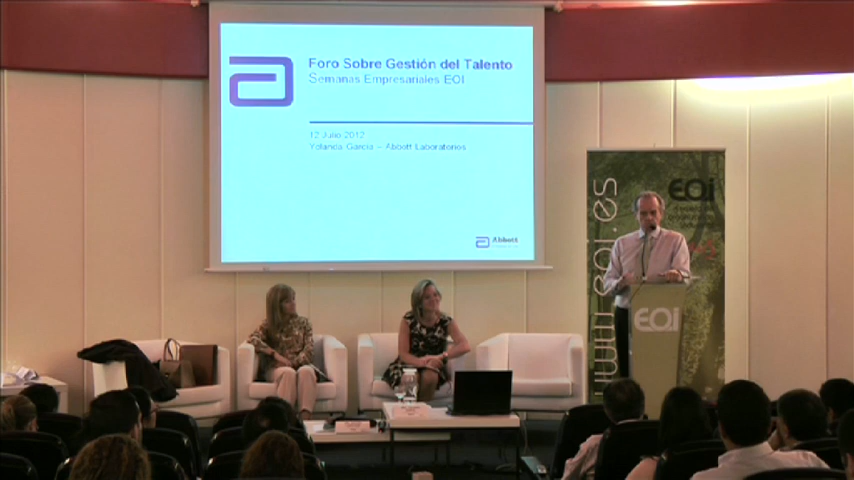 Foro Sobre Gestión del Talento
Semanas Empresariales EOI
12 Julio 2012
Yolanda García – Abbott Laboratories
Abbott
www.eoi.es
EOi
EOi